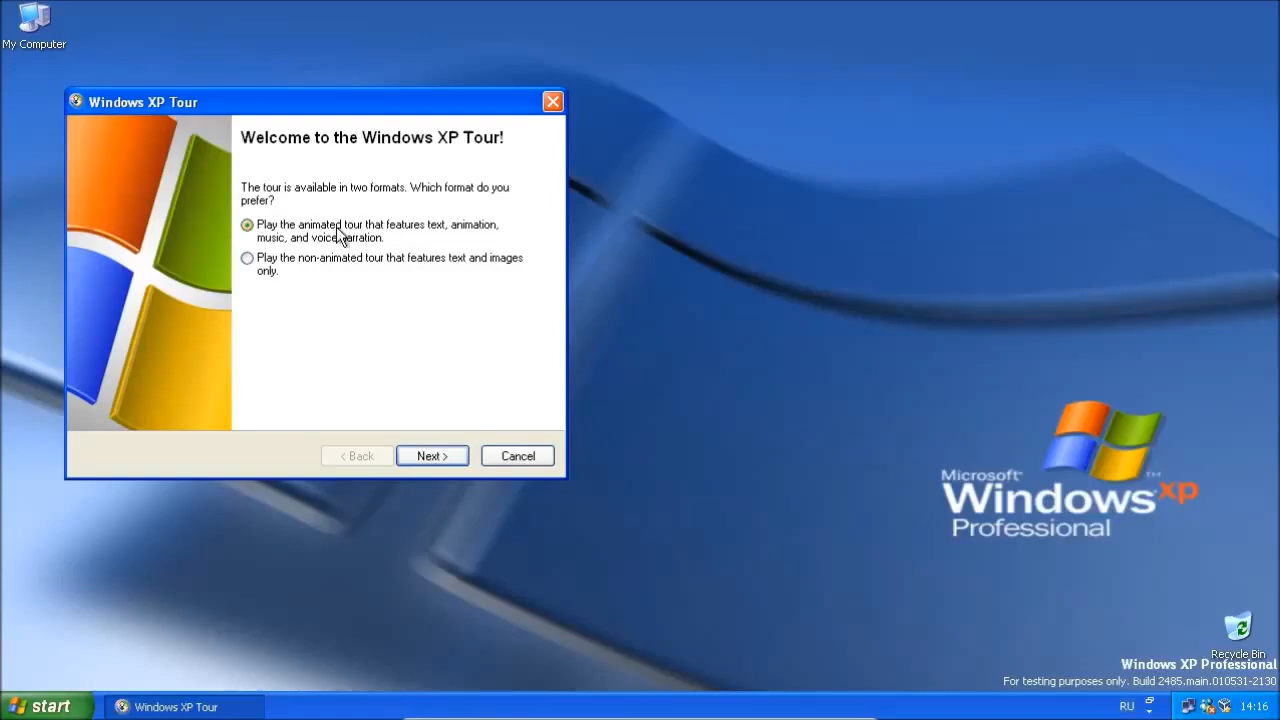 My Computer
Windows XP Tour
Welcome to the Windows XP Tour!
The tour is available in two formats. Which format do you
prefer?
Play the animated tour that features text, animation,
music, and voice narration.
Play the non-animated tour that features text and images
only.
< Back
Next >
Cancel
Microsoft
Windows xp
TM
Professional
Recycle Bin
Windows XP Professional
For testing purposes only. Build 2485.main.010531-2130
start
Windows XP Tour
RU
14:16